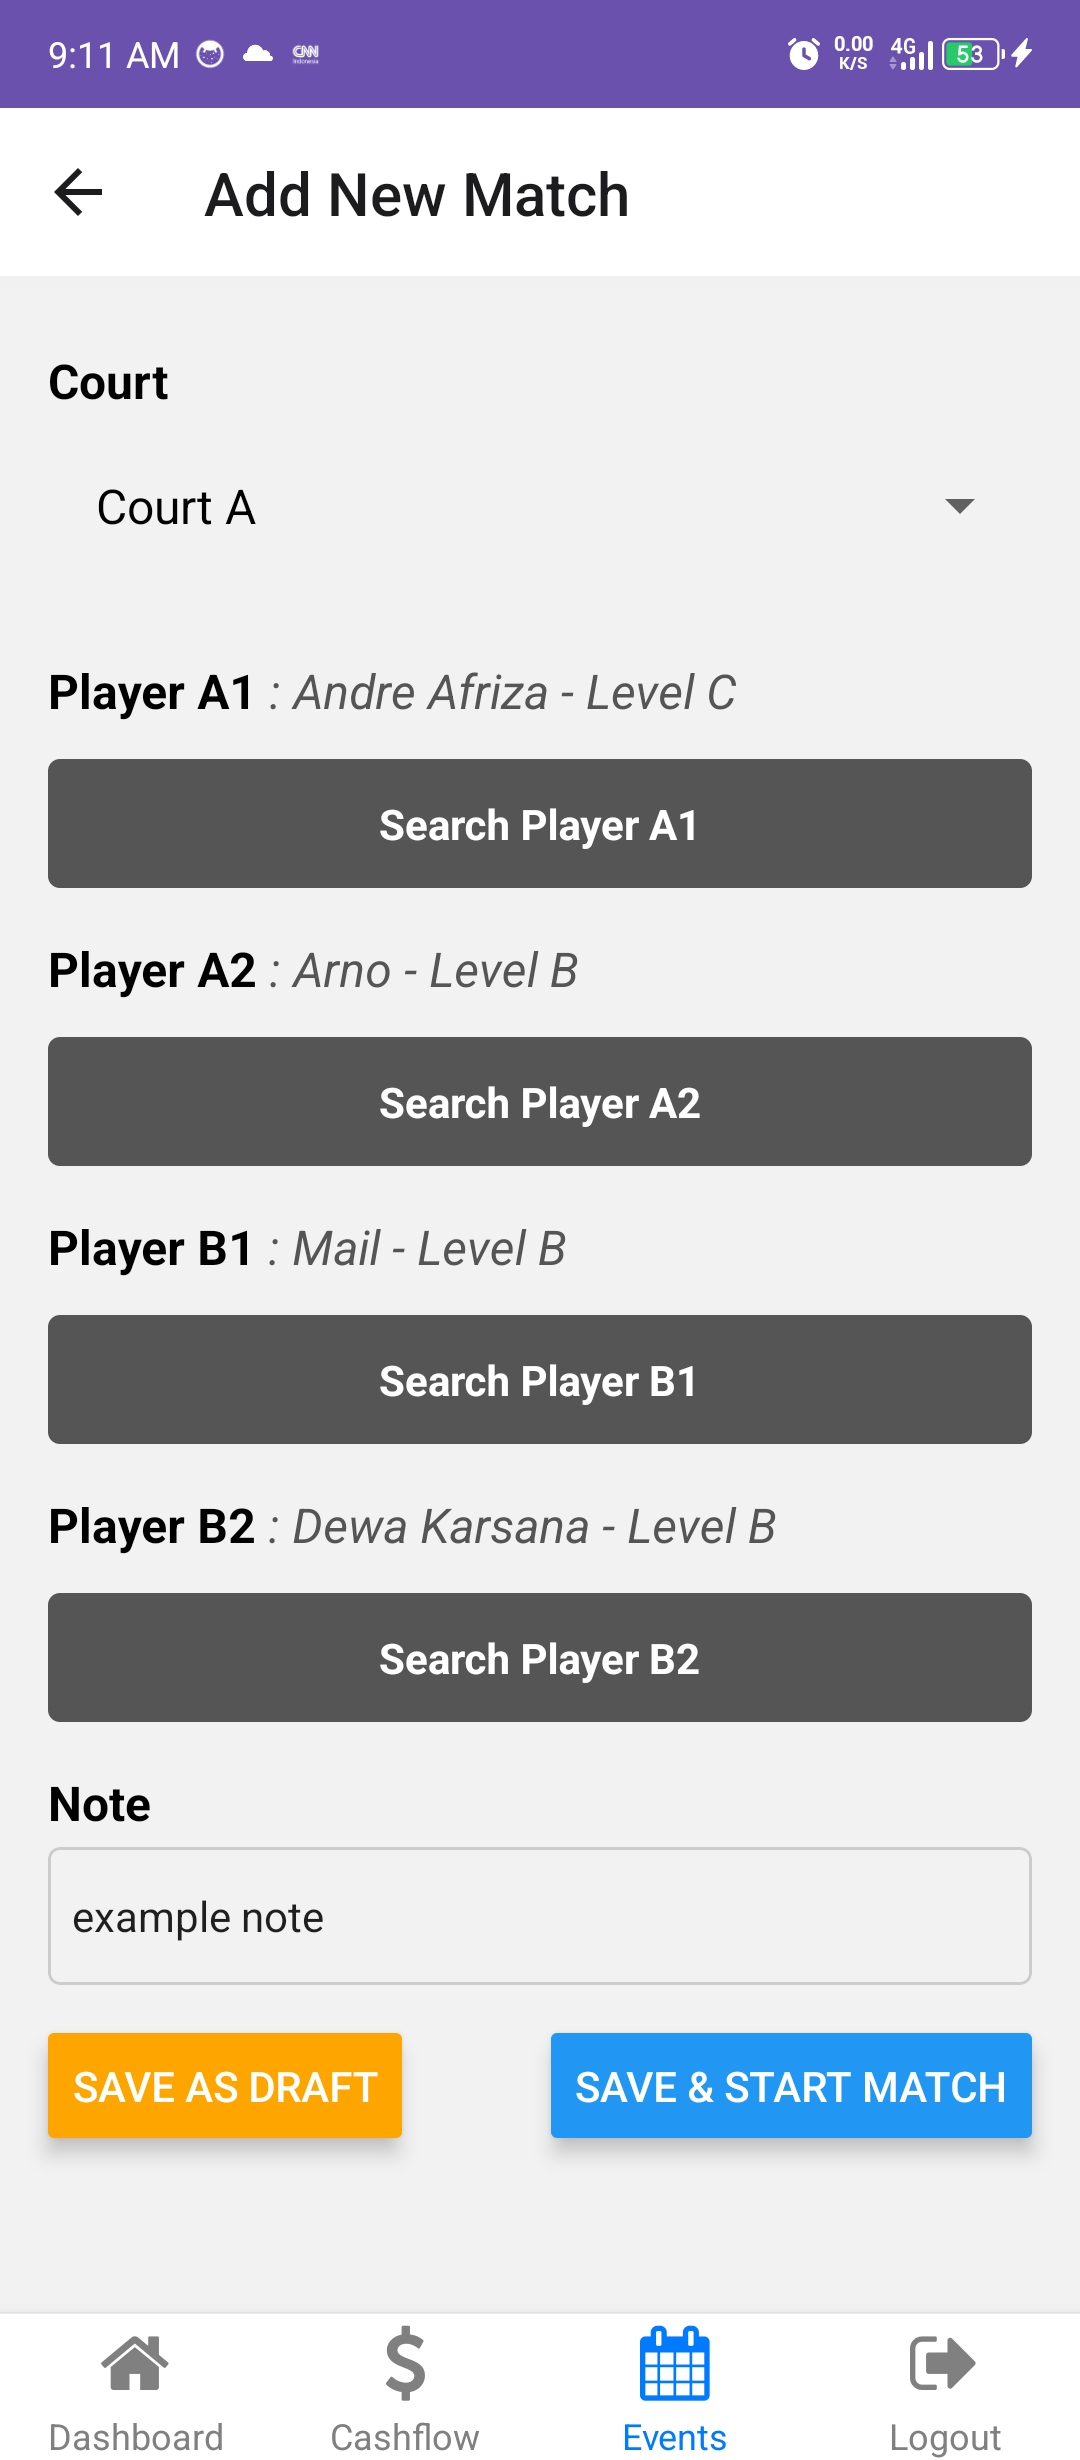 9:11 AM CNN Indonesia 0.00 K/S 4G 53
Add New Match
Court
Court A
Player A1 : Andre Afriza - Level C
Search Player A1
Player A2 : Arno - Level B
Search Player A2
Player B1 : Mail - Level B
Search Player B1
Player B2 : Dewa Karsana - Level B
Search Player B2
Note
example note
SAVE AS DRAFT SAVE & START MATCH
Dashboard Cashflow Events Logout